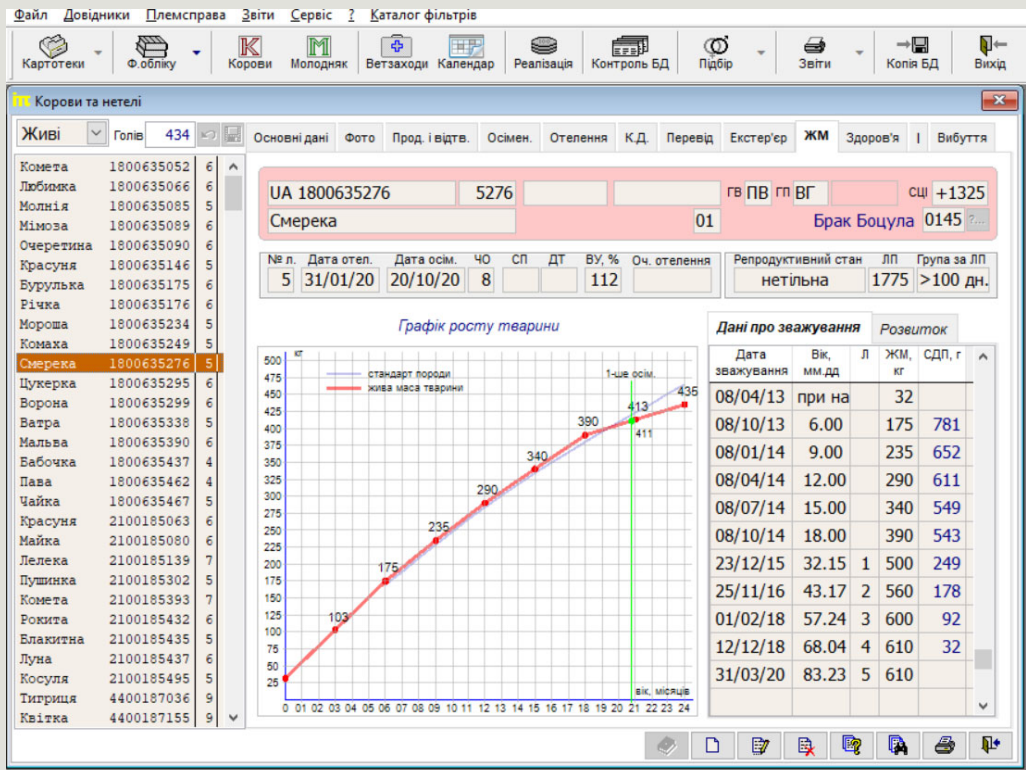 Файл Довідники Племсправа Звіти Сервіс ? Каталог фільтрів
Картотеки Ф.обліку Корови Молодняк Ветзаходи Календар Реалізація Контроль БД Підбір Звіти Копія БД Вихід
Корови та нетелі
Живі Голів 434 Основні дані Фото Прод. і відтв. Осімен. Отелення К.Д. Перевід Екстер'єр ЖМ Здоров'я І Вибуття
Комета 1800635052 6
Любимка 1800635066 6
Молнія 1800635085 5
Мімоза 1800635089 6
Очеретина 1800635090 6
Красуня 1800635146 5
Бурулька 1800635175 6
Річка 1800635176 6
Мороша 1800635234 5
Комаха 1800635249 5
Смерека 1800635276 5
Цукерка 1800635295 6
Ворона 1800635299 6
Ватра 1800635338 5
Мальва 1800635390 6
Бабочка 1800635437 4
Пава 1800635462 4
Чайка 1800635467 5
Красуня 2100185063 6
Майка 2100185080 6
Лелека 2100185139 7
Пушинка 2100185302 5
Комета 2100185393 7
Рокита 2100185432 6
Блакитна 2100185435 5
Луна 2100185437 6
Косуля 2100185495 5
Тигриця 4400187036 9
Квітка 4400187155 9
UA 1800635276 5276 ГВ ПВ ГП ВГ СЦІ +1325
Смерека 01 Брак Боцула 0145 ?...
№ л. Дата отел. Дата осім. ЧО СП ДТ ВУ, % Оч. отелення Репродуктивний стан ЛП Група за ЛП
5 31/01/20 20/10/20 8 112 нетільна 1775 >100 дн.
Графік росту тварини
кг
стандарт породи
жива маса тварини
1-ше осім.
500
475
450
425
400
375
350
325
300
275
250
225
200
175
150
125
100
75
50
25
103
175
235
290
340
390
413
411
435
вік, місяців
0 01 02 03 04 05 06 07 08 09 10 11 12 13 14 15 16 17 18 19 20 21 22 23 24
Дані про зважування Розвиток
Дата зважування Вік, мм.дд Л ЖМ, кг СДП, г
08/04/13 при на 32
08/10/13 6.00 175 781
08/01/14 9.00 235 652
08/04/14 12.00 290 611
08/07/14 15.00 340 549
08/10/14 18.00 390 543
23/12/15 32.15 1 500 249
25/11/16 43.17 2 560 178
01/02/18 57.24 3 600 92
12/12/18 68.04 4 610 32
31/03/20 83.23 5 610